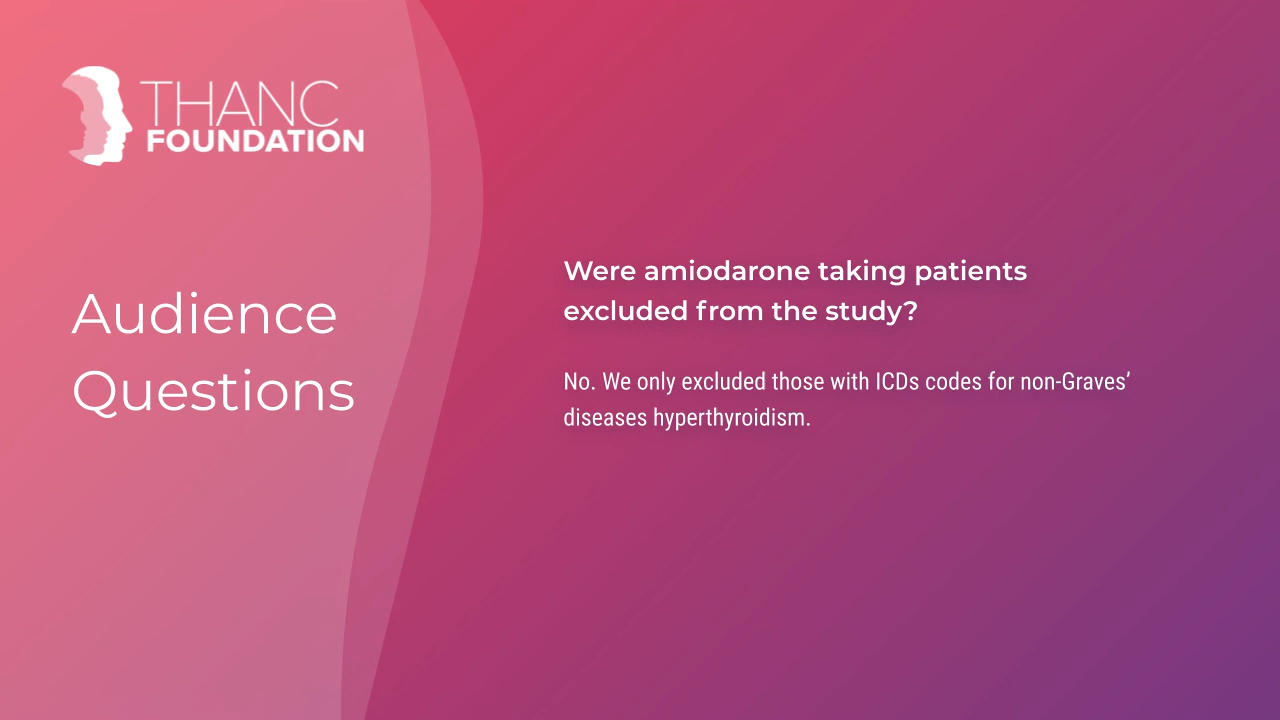 THANC
FOUNDATION
Audience
Questions
Were amiodarone taking patients
excluded from the study?
No. We only excluded those with ICDs codes for non-Graves’
diseases hyperthyroidism.